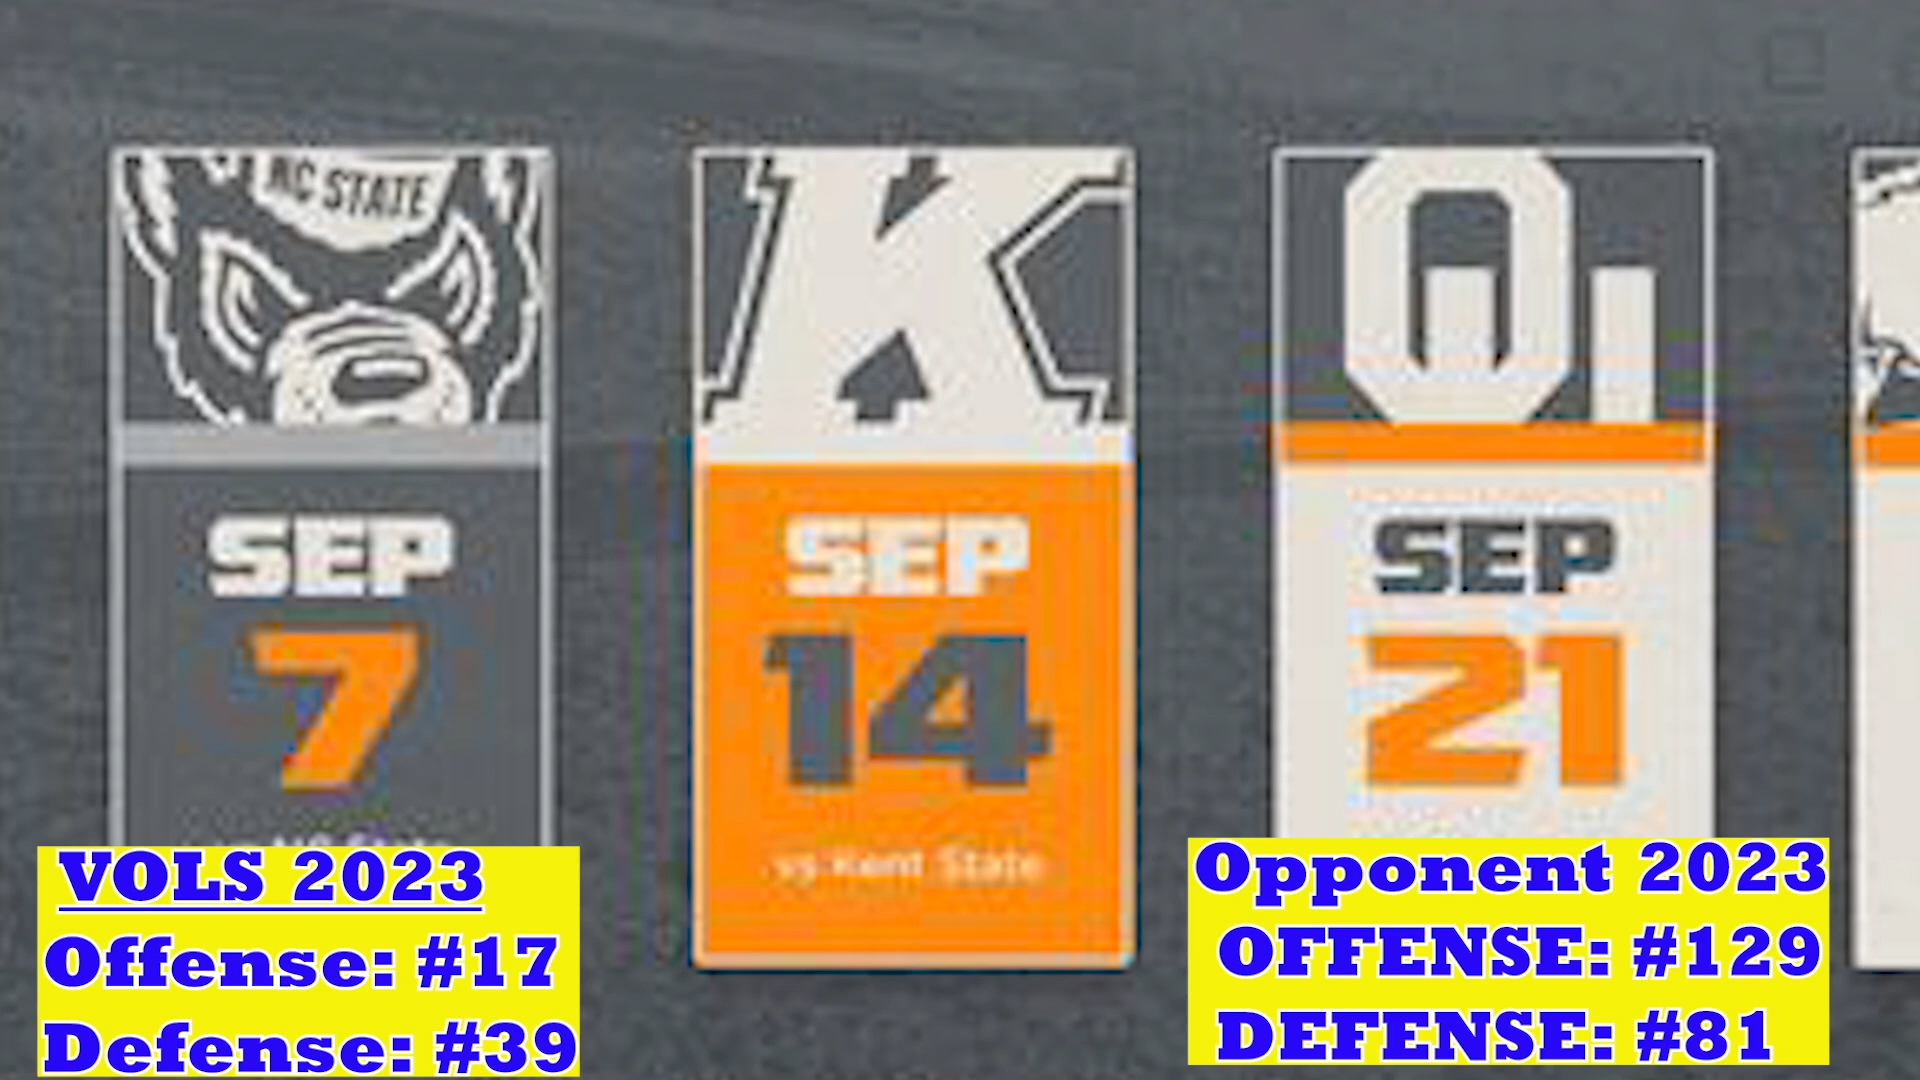 NC STATE
K
SEP
7
SEP
14
vs Kent State
SEP
21
VOLS 2023
Offense: #17
Defense: #39
Opponent 2023
OFFENSE: #129
DEFENSE: #81